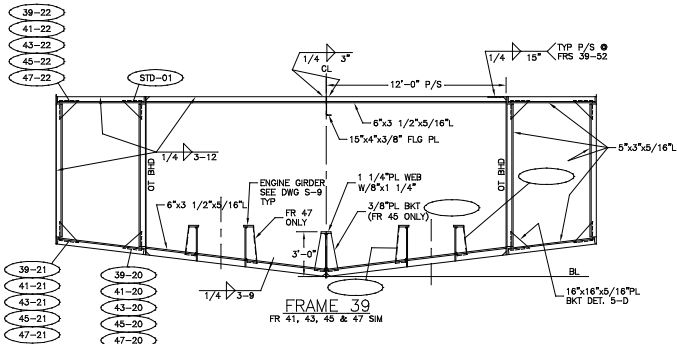 39-22
41-22
43-22
45-22
47-22
STD-01
1/4 3"
CL
12'-0" P/S
1/4 15"
TYP P/S
FRS 39-52
6"x3 1/2"x5/16"L
15"x4"x3/8" FLG PL
1/4 3-12
OT BHD
OT BHD
5"x3"x5/16"L
ENGINE GIRDER
SEE DWG S-9
TYP
1 1/4"PL WEB
W/8"x1 1/4"
6"x3 1/2"x5/16"L
FR 47
ONLY
3/8"PL BKT
(FR 45 ONLY)
3'-0"
39-21
41-21
43-21
45-21
47-21
39-20
41-20
43-20
45-20
47-20
1/4 3-9
BL
16"x16"x5/16"PL
BKT DET. 5-D
FRAME 39
FR 41, 43, 45 & 47 SIM